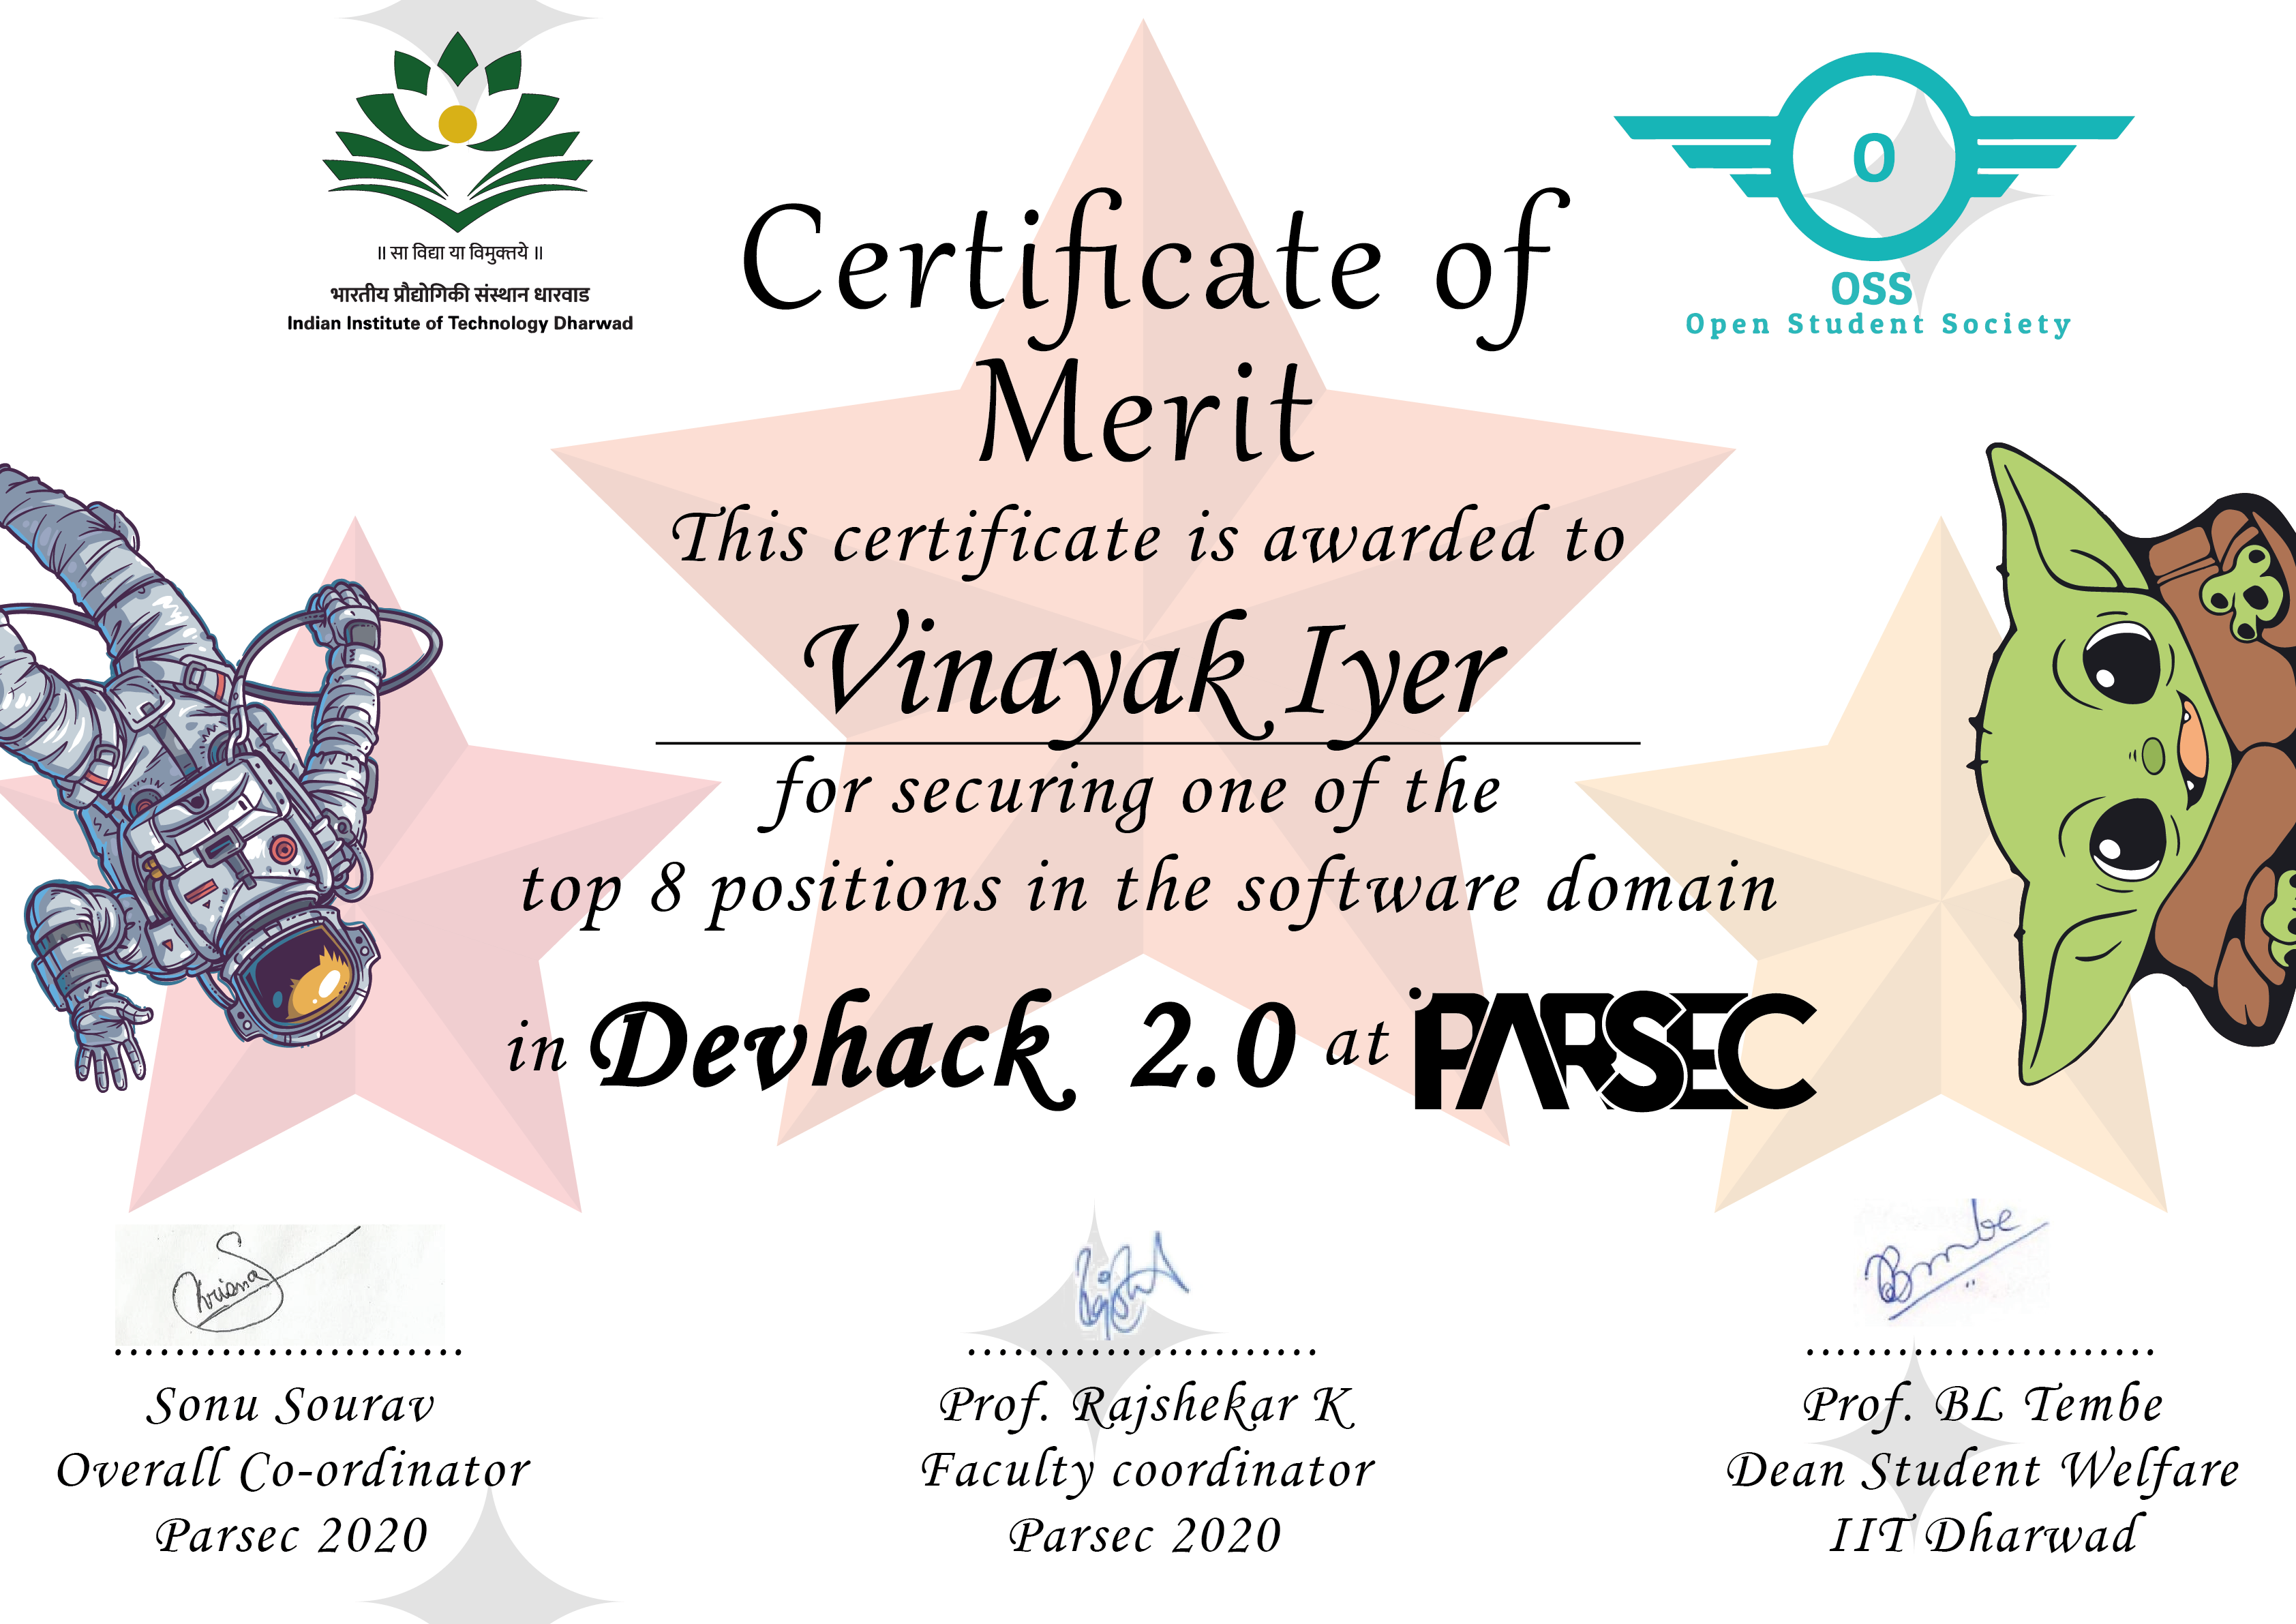 ॥ सा विद्या या विमुक्तये ॥
भारतीय प्रौद्योगिकी संस्थान धारवाड
Indian Institute of Technology Dharwad
O
OSS
Open Student Society
Certificate of
Merit
This certificate is awarded to
Vinayak Iyer
for securing one of the
top 8 positions in the software domain
in Devhack 2.0 at PARSEC
Krisna
Tembe
Sonu Sourav
Overall Co-ordinator
Parsec 2020
Prof. Rajshekar K
Faculty coordinator
Parsec 2020
Prof. BL Tembe
Dean Student Welfare
IIT Dharwad